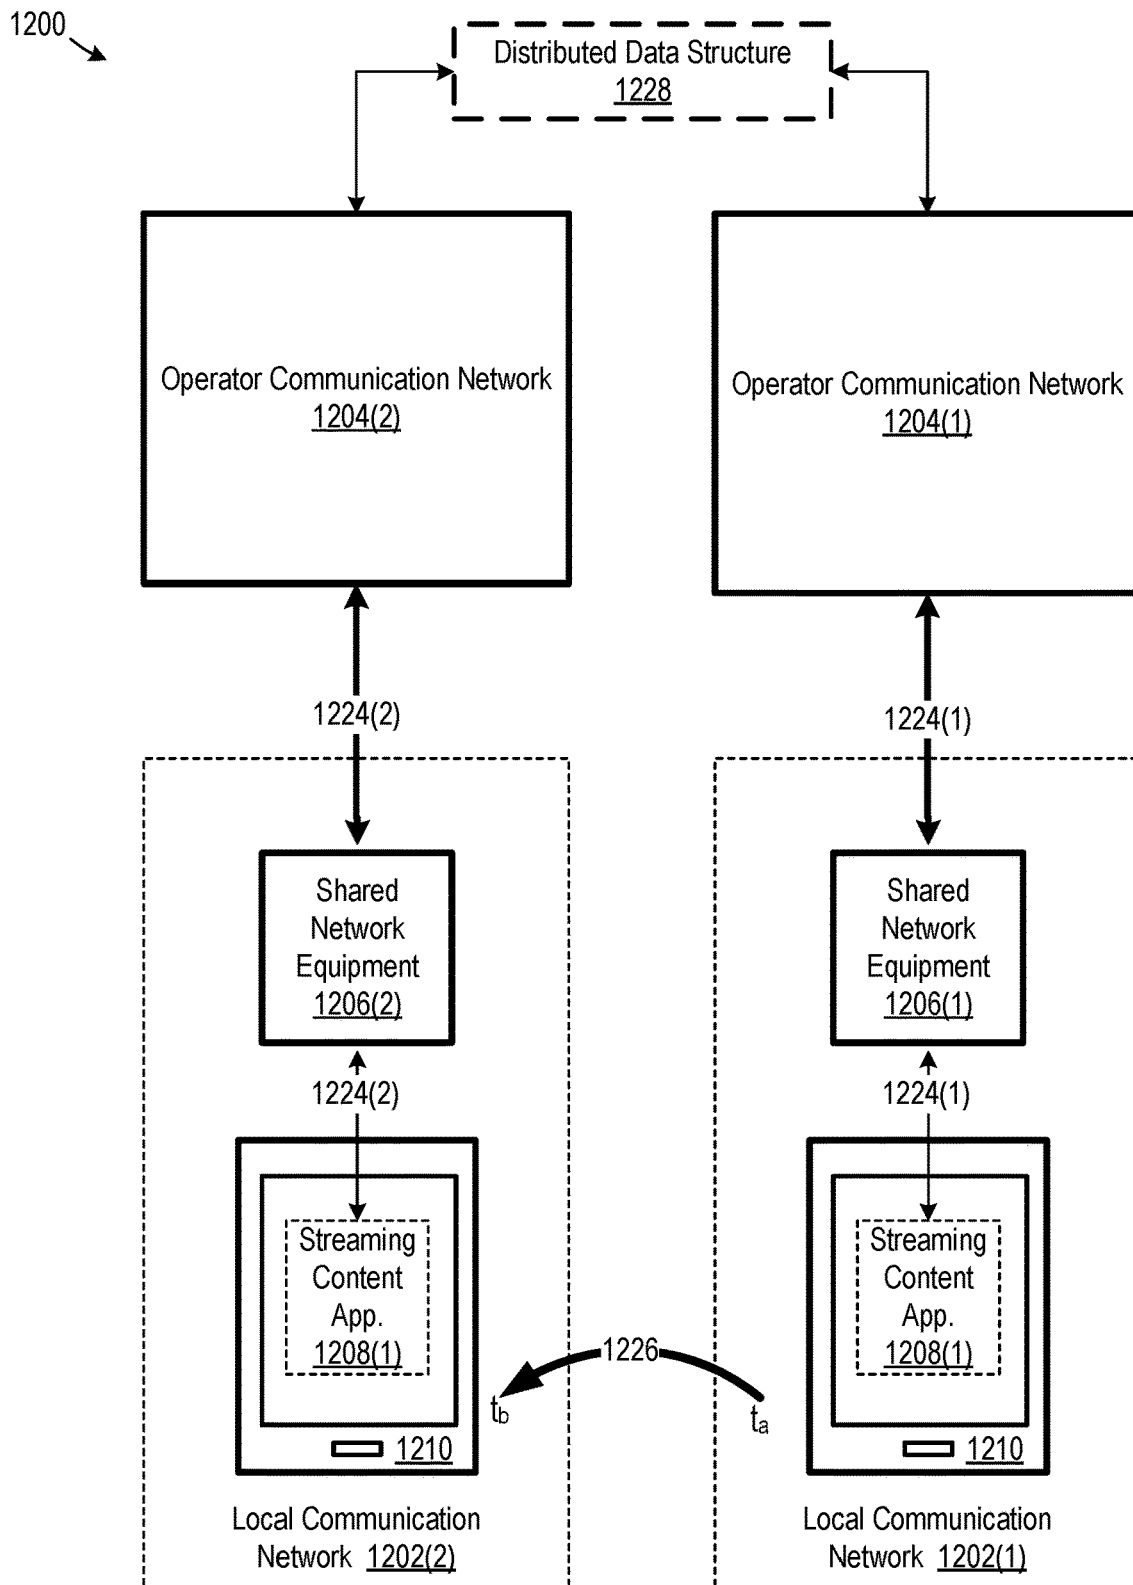 1200
Distributed Data Structure
1228
Operator Communication Network
1204(2)
Operator Communication Network
1204(1)
1224(2)
1224(1)
Shared
Network
Equipment
1206(2)
Shared
Network
Equipment
1206(1)
1224(2)
1224(1)
Streaming
Content
App.
1208(1)
Streaming
Content
App.
1208(1)
1226
tb
ta
1210
1210
Local Communication
Network 1202(2)
Local Communication
Network 1202(1)